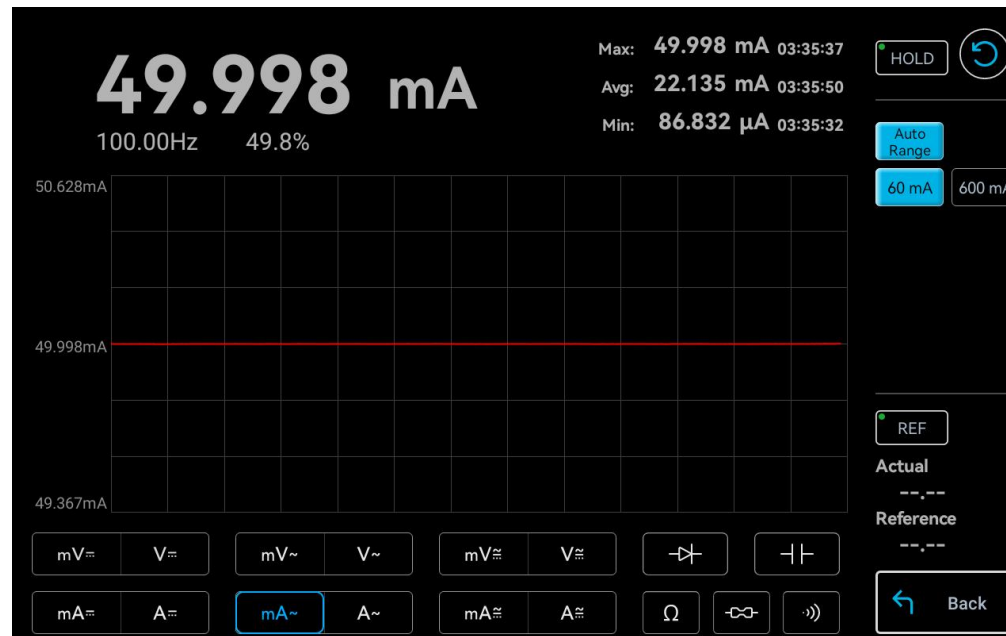 49.998 mA
100.00Hz 49.8%
Max: 49.998 mA 03:35:37
Avg: 22.135 mA 03:35:50
Min: 86.832 μA 03:35:32
HOLD
Auto
Range
60 mA 600 mA
50.628mA
49.998mA
49.367mA
REF
Actual
--.--
Reference
--.--
mV⎓ V⎓ mV~ V~ mV≅ V≅
mA⎓ A⎓ mA~ A~ mA≅ A≅ Ω
Back